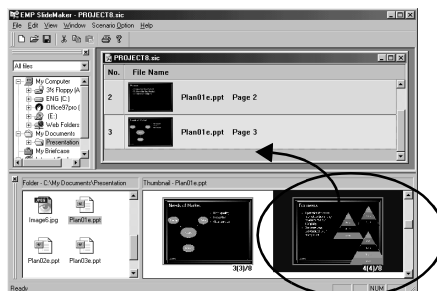 EMP SlideMaker - PROJECT8.sic
File Edit View Window Scenario Option Help
All files
My Computer
3½ Floppy (A
ENG (C:)
Office97pro (
(E:)
Web Folders
My Documents
Presentation
My Briefcase
PROJECT8.sic
No. File Name
2 Plan01e.ppt Page 2
3 Plan01e.ppt Page 3
Folder - C:\My Documents\Presentation
Thumbnail - Plan01e.ppt
Image6.jpg
Plan01e.ppt
Plan02e.ppt
Plan03e.ppt
Needs of Market
3(3)/8
4(4)/8
Ready
NUM